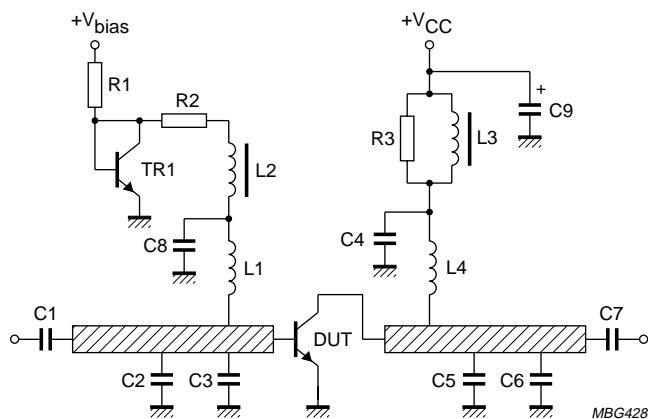 +Vbias
+VCC
R1
R2
+
C9
R3
L3
TR1
L2
C8
C4
L1
L4
C1
DUT
C7
C2
C3
C5
C6
MBG428